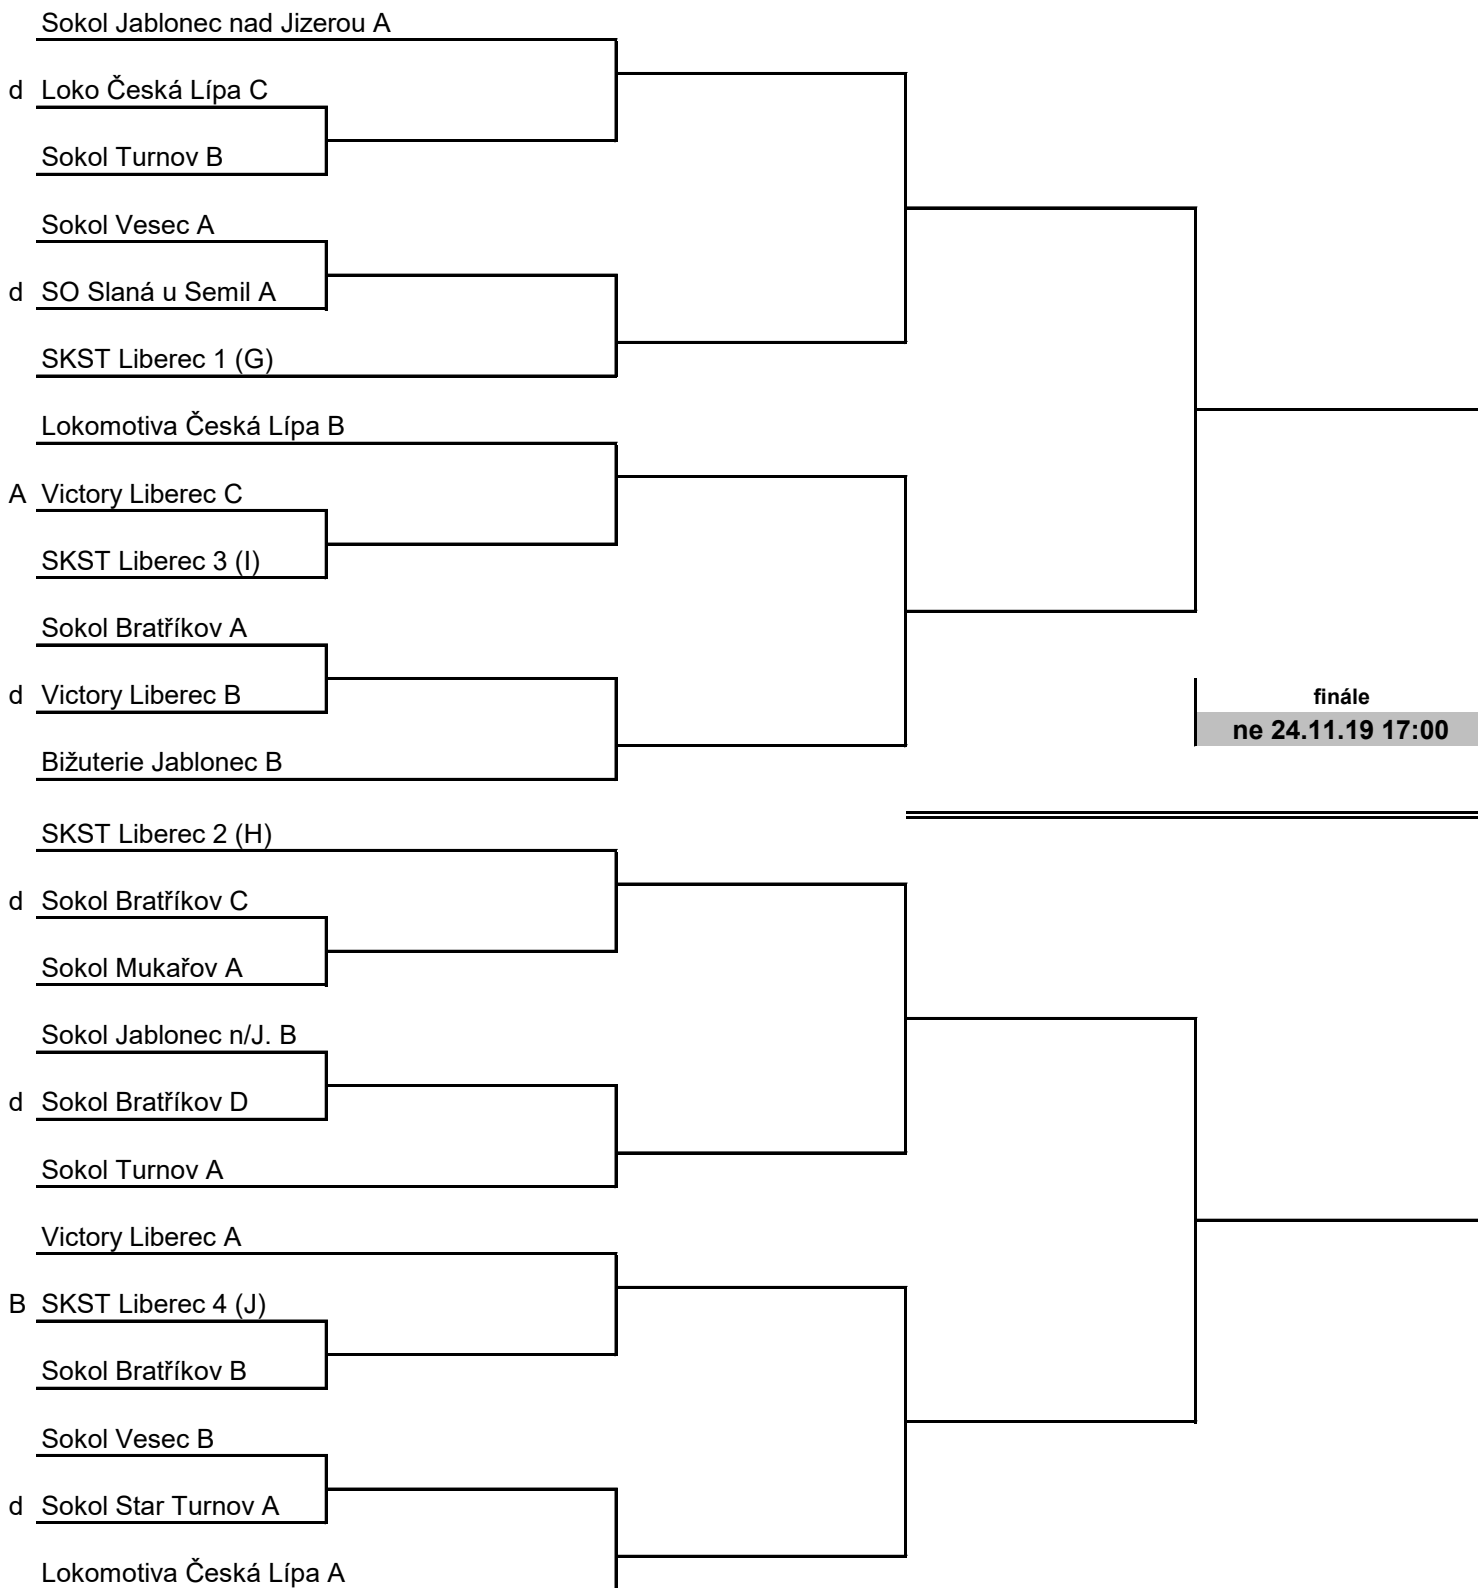 Sokol Jablonec nad Jizerou A
d Loko Česká Lípa C
Sokol Turnov B
Sokol Vesec A
d SO Slaná u Semil A
SKST Liberec 1 (G)
Lokomotiva Česká Lípa B
A Victory Liberec C
SKST Liberec 3 (I)
Sokol Bratříkov A
d Victory Liberec B
finále
ne 24.11.19 17:00
Bižuterie Jablonec B
SKST Liberec 2 (H)
d Sokol Bratříkov C
Sokol Mukařov A
Sokol Jablonec n/J. B
d Sokol Bratříkov D
Sokol Turnov A
Victory Liberec A
B SKST Liberec 4 (J)
Sokol Bratříkov B
Sokol Vesec B
d Sokol Star Turnov A
Lokomotiva Česká Lípa A